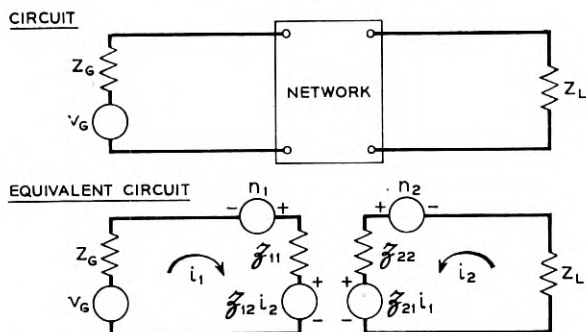 CIRCUIT
Z_G
V_G
NETWORK
Z_L
EQUIVALENT CIRCUIT
n_1
n_2
- +
+ -
Z_G
i_1
z_11
z_22
i_2
Z_L
V_G
z_12 i_2
+ -
+ -
z_21 i_1